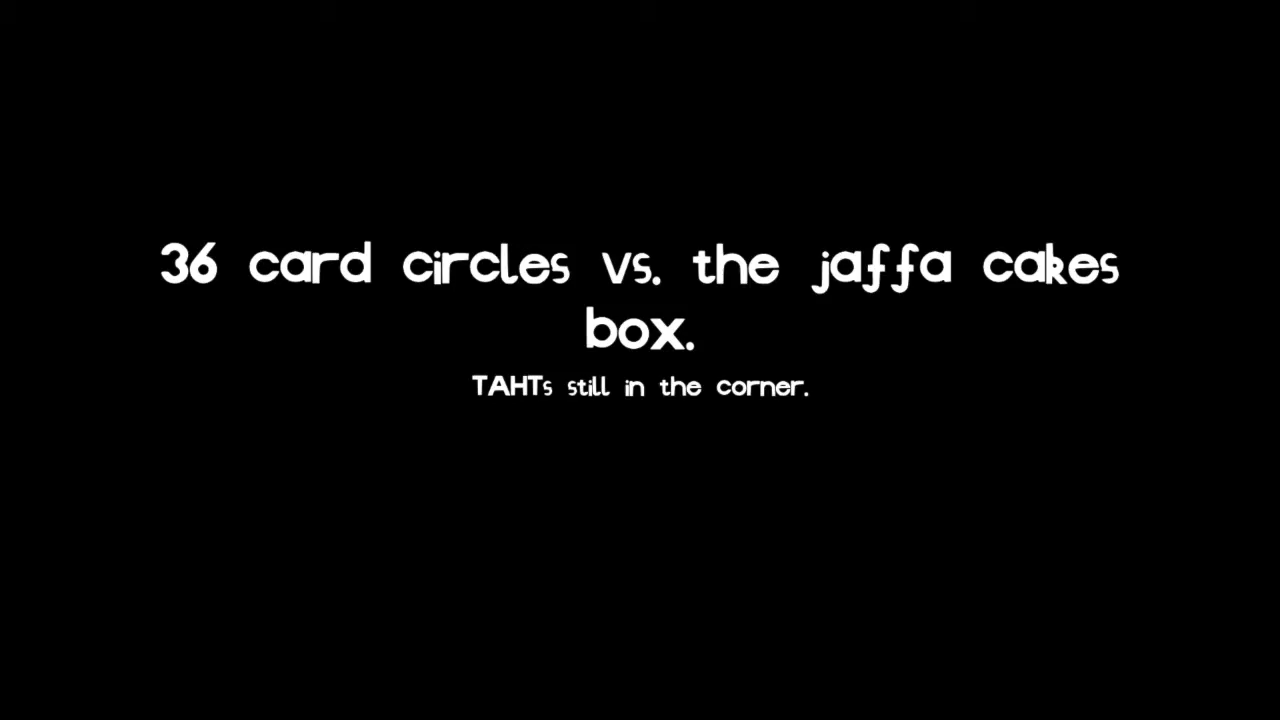 36 card circles vs. the jaffa cakes
box.
TAHTs still in the corner.